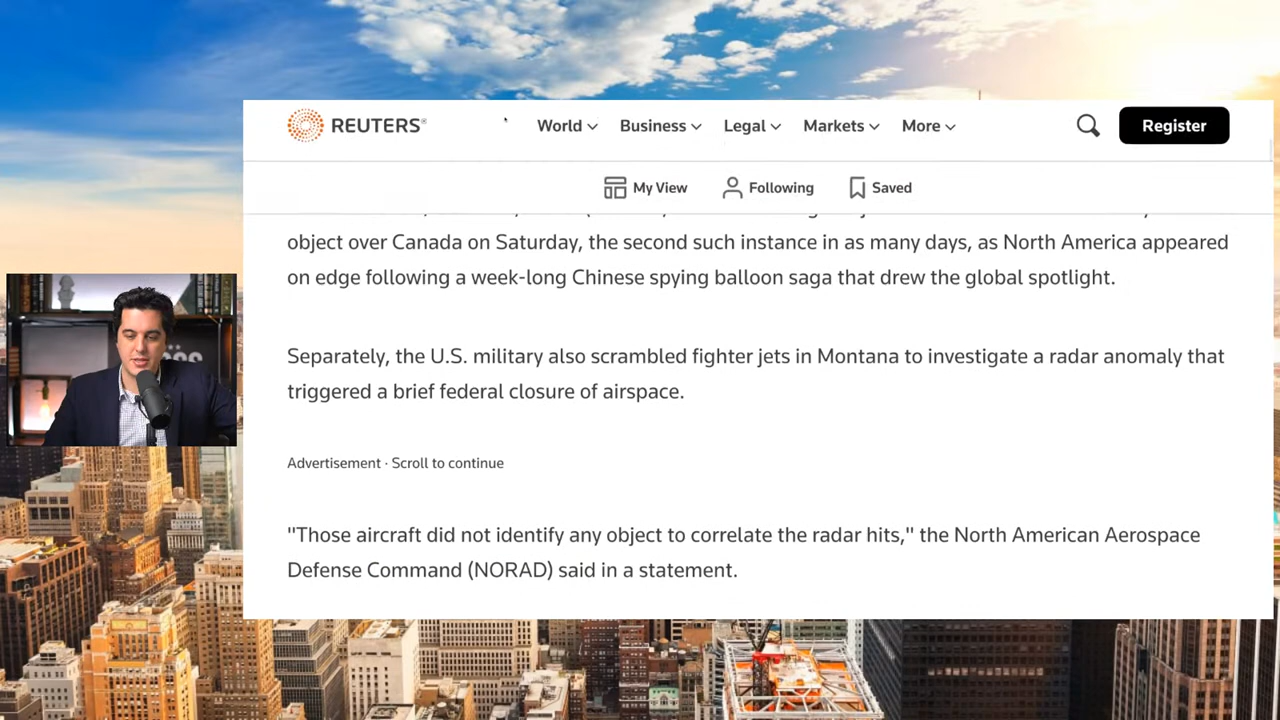 REUTERS®
World Business Legal Markets More Register
My View Following Saved
object over Canada on Saturday, the second such instance in as many days, as North America appeared
on edge following a week-long Chinese spying balloon saga that drew the global spotlight.
Separately, the U.S. military also scrambled fighter jets in Montana to investigate a radar anomaly that
triggered a brief federal closure of airspace.
Advertisement · Scroll to continue
"Those aircraft did not identify any object to correlate the radar hits," the North American Aerospace
Defense Command (NORAD) said in a statement.